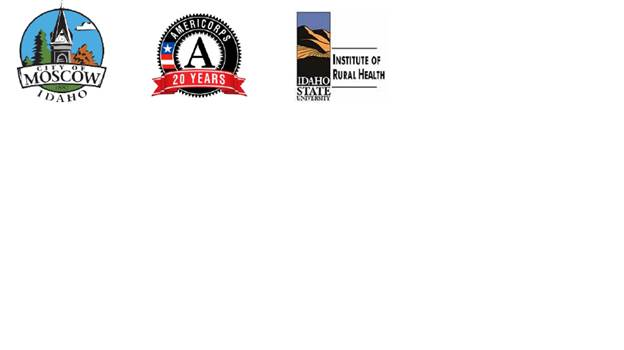 CITY OF
MOSCOW
IDAHO
AMERICORPS
A
20 YEARS
INSTITUTE OF
RURAL HEALTH
IDAHO
STATE
UNIVERSITY